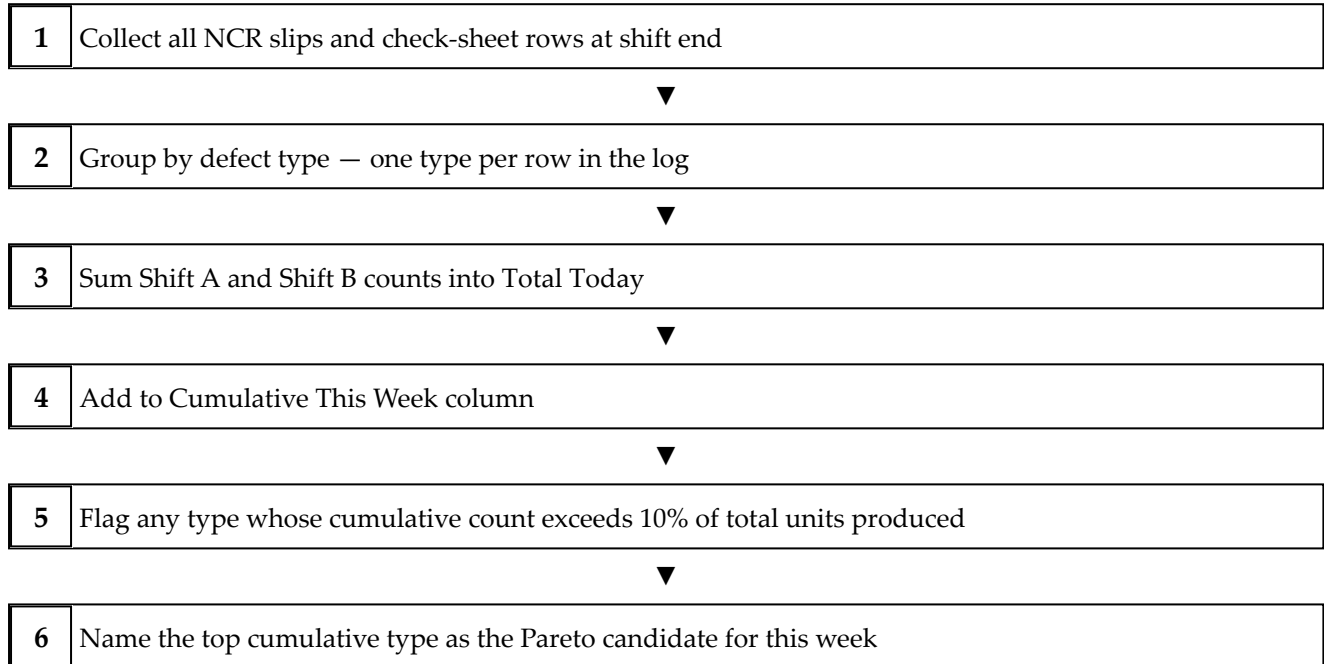 1 Collect all NCR slips and check-sheet rows at shift end
▼
2 Group by defect type — one type per row in the log
▼
3 Sum Shift A and Shift B counts into Total Today
▼
4 Add to Cumulative This Week column
▼
5 Flag any type whose cumulative count exceeds 10% of total units produced
▼
6 Name the top cumulative type as the Pareto candidate for this week